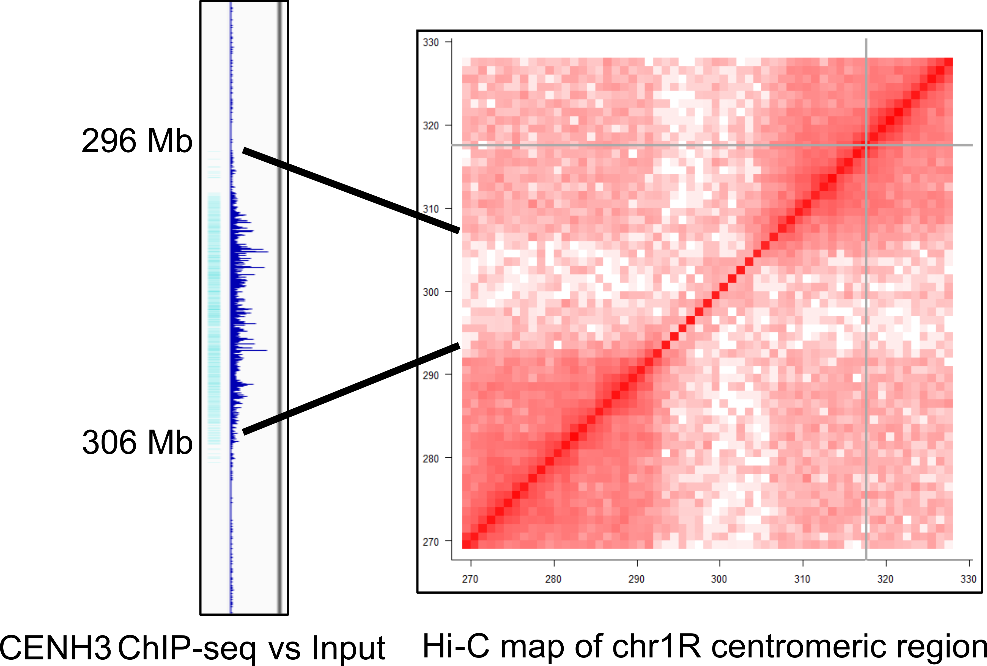 296 Mb
306 Mb
CENH3 ChIP-seq vs Input
330
320
310
300
290
280
270
270 280 290 300 310 320 330
Hi-C map of chr1R centromeric region